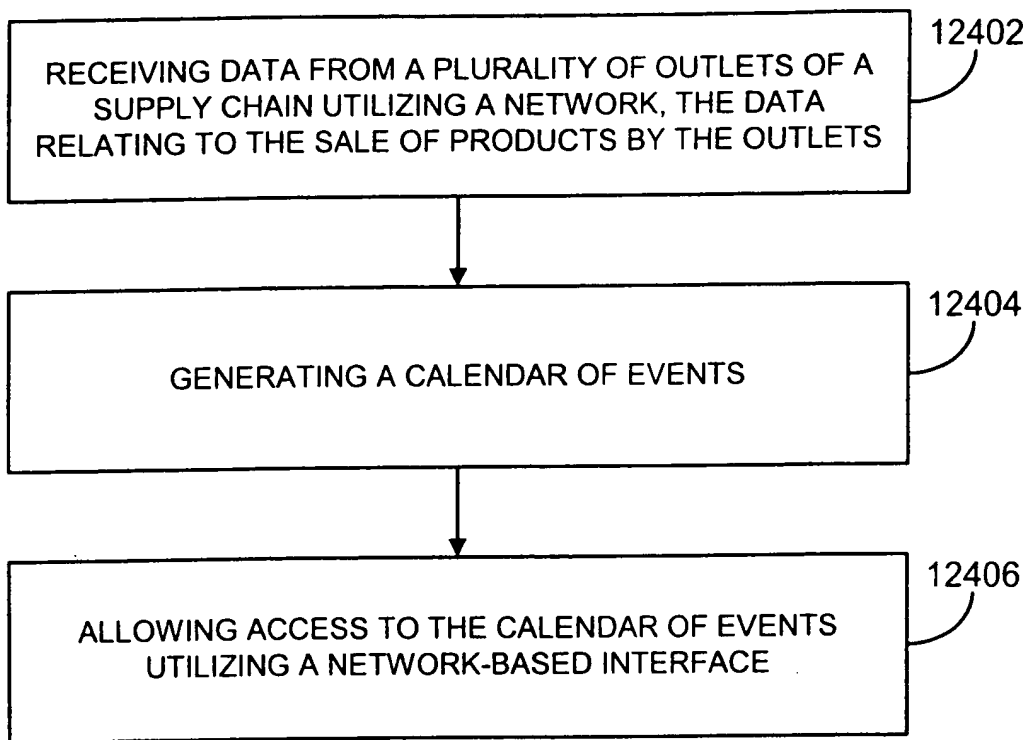 12402
RECEIVING DATA FROM A PLURALITY OF OUTLETS OF A
SUPPLY CHAIN UTILIZING A NETWORK, THE DATA
RELATING TO THE SALE OF PRODUCTS BY THE OUTLETS
12404
GENERATING A CALENDAR OF EVENTS
12406
ALLOWING ACCESS TO THE CALENDAR OF EVENTS
UTILIZING A NETWORK-BASED INTERFACE